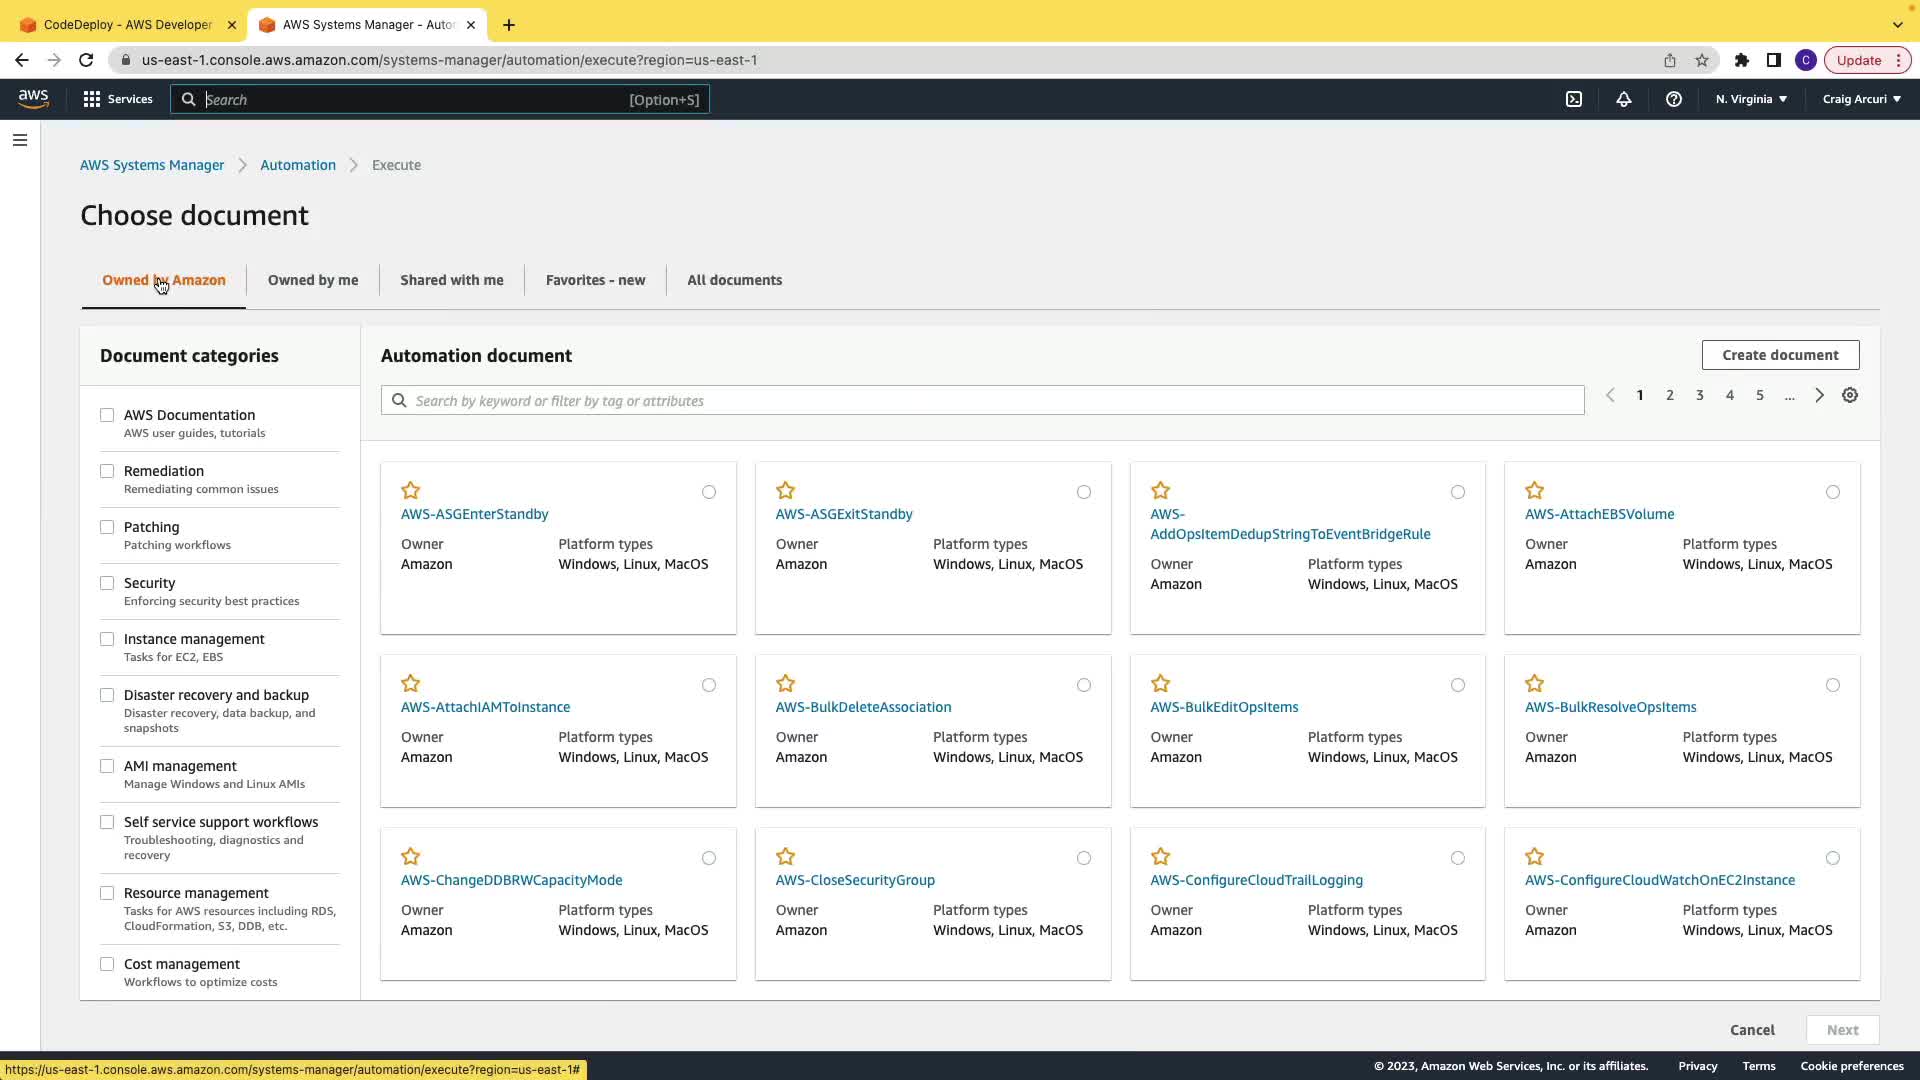 CodeDeploy - AWS Developer
AWS Systems Manager - Auto
us-east-1.console.aws.amazon.com/systems-manager/automation/execute?region=us-east-1
C
Update
aws
Services
Search
[Option+S]
N. Virginia
Craig Arcuri
AWS Systems Manager
Automation
Execute
Choose document
Owned by Amazon
Owned by me
Shared with me
Favorites - new
All documents
Document categories
AWS Documentation
AWS user guides, tutorials
Remediation
Remediating common issues
Patching
Patching workflows
Security
Enforcing security best practices
Instance management
Tasks for EC2, EBS
Disaster recovery and backup
Disaster recovery, data backup, and
snapshots
AMI management
Manage Windows and Linux AMIs
Self service support workflows
Troubleshooting, diagnostics and
recovery
Resource management
Tasks for AWS resources including RDS,
CloudFormation, S3, DDB, etc.
Cost management
Workflows to optimize costs
Automation document
Create document
Search by keyword or filter by tag or attributes
1 2 3 4 5 ...
AWS-ASGEnterStandby
Owner Platform types
Amazon Windows, Linux, MacOS
AWS-ASGExitStandby
Owner Platform types
Amazon Windows, Linux, MacOS
AWS-
AddOpsItemDedupStringToEventBridgeRule
Owner Platform types
Amazon Windows, Linux, MacOS
AWS-AttachEBSVolume
Owner Platform types
Amazon Windows, Linux, MacOS
AWS-AttachIAMToInstance
Owner Platform types
Amazon Windows, Linux, MacOS
AWS-BulkDeleteAssociation
Owner Platform types
Amazon Windows, Linux, MacOS
AWS-BulkEditOpsItems
Owner Platform types
Amazon Windows, Linux, MacOS
AWS-BulkResolveOpsItems
Owner Platform types
Amazon Windows, Linux, MacOS
AWS-ChangeDDBRWCapacityMode
Owner Platform types
Amazon Windows, Linux, MacOS
AWS-CloseSecurityGroup
Owner Platform types
Amazon Windows, Linux, MacOS
AWS-ConfigureCloudTrailLogging
Owner Platform types
Amazon Windows, Linux, MacOS
AWS-ConfigureCloudWatchOnEC2Instance
Owner Platform types
Amazon Windows, Linux, MacOS
Cancel
Next
https://us-east-1.console.aws.amazon.com/systems-manager/automation/execute?region=us-east-1#
© 2023, Amazon Web Services, Inc. or its affiliates.
Privacy
Terms
Cookie preferences